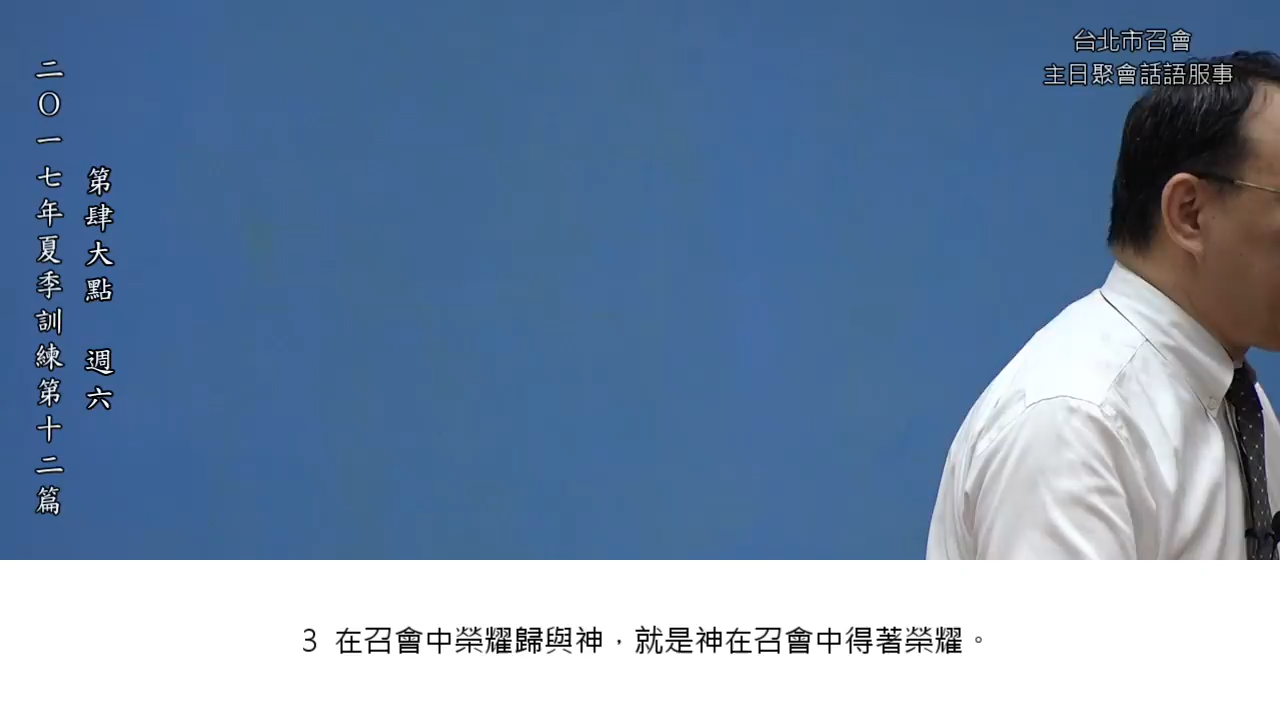 台北市召會
主日聚會話語服事
二〇一七年夏季訓練第十二篇
第肆大點 週六
3 在召會中榮耀歸與神，就是神在召會中得著榮耀。